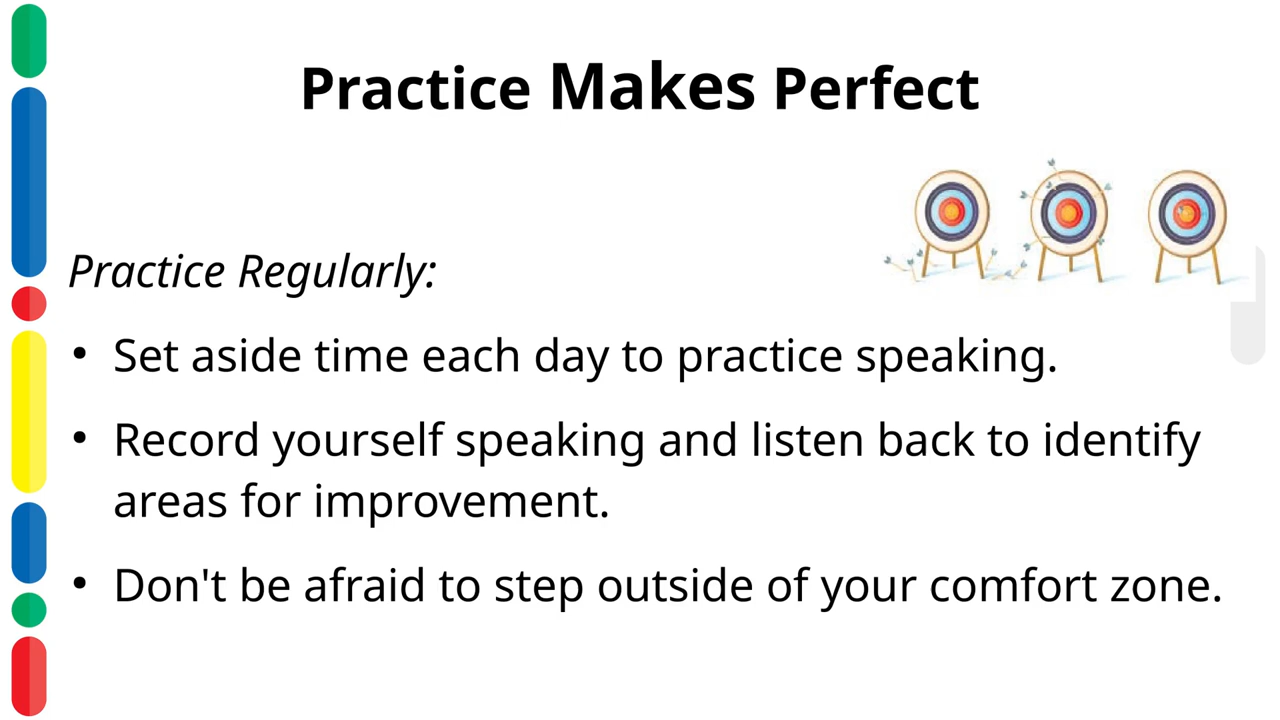 Practice Makes Perfect
Practice Regularly:
• Set aside time each day to practice speaking.
• Record yourself speaking and listen back to identify
areas for improvement.
• Don't be afraid to step outside of your comfort zone.